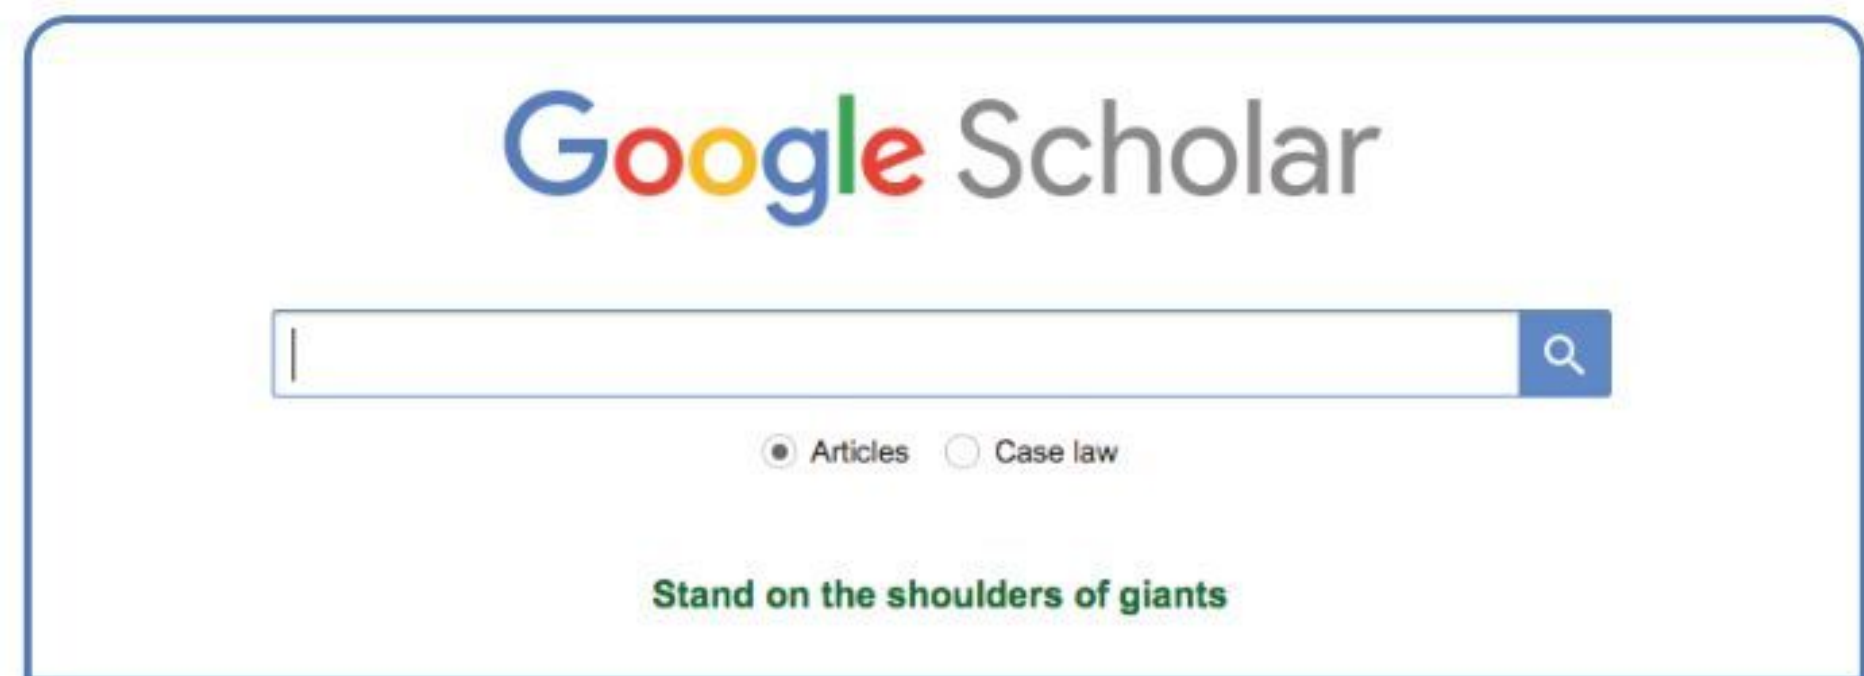 Google Scholar
Articles Case law
Stand on the shoulders of giants